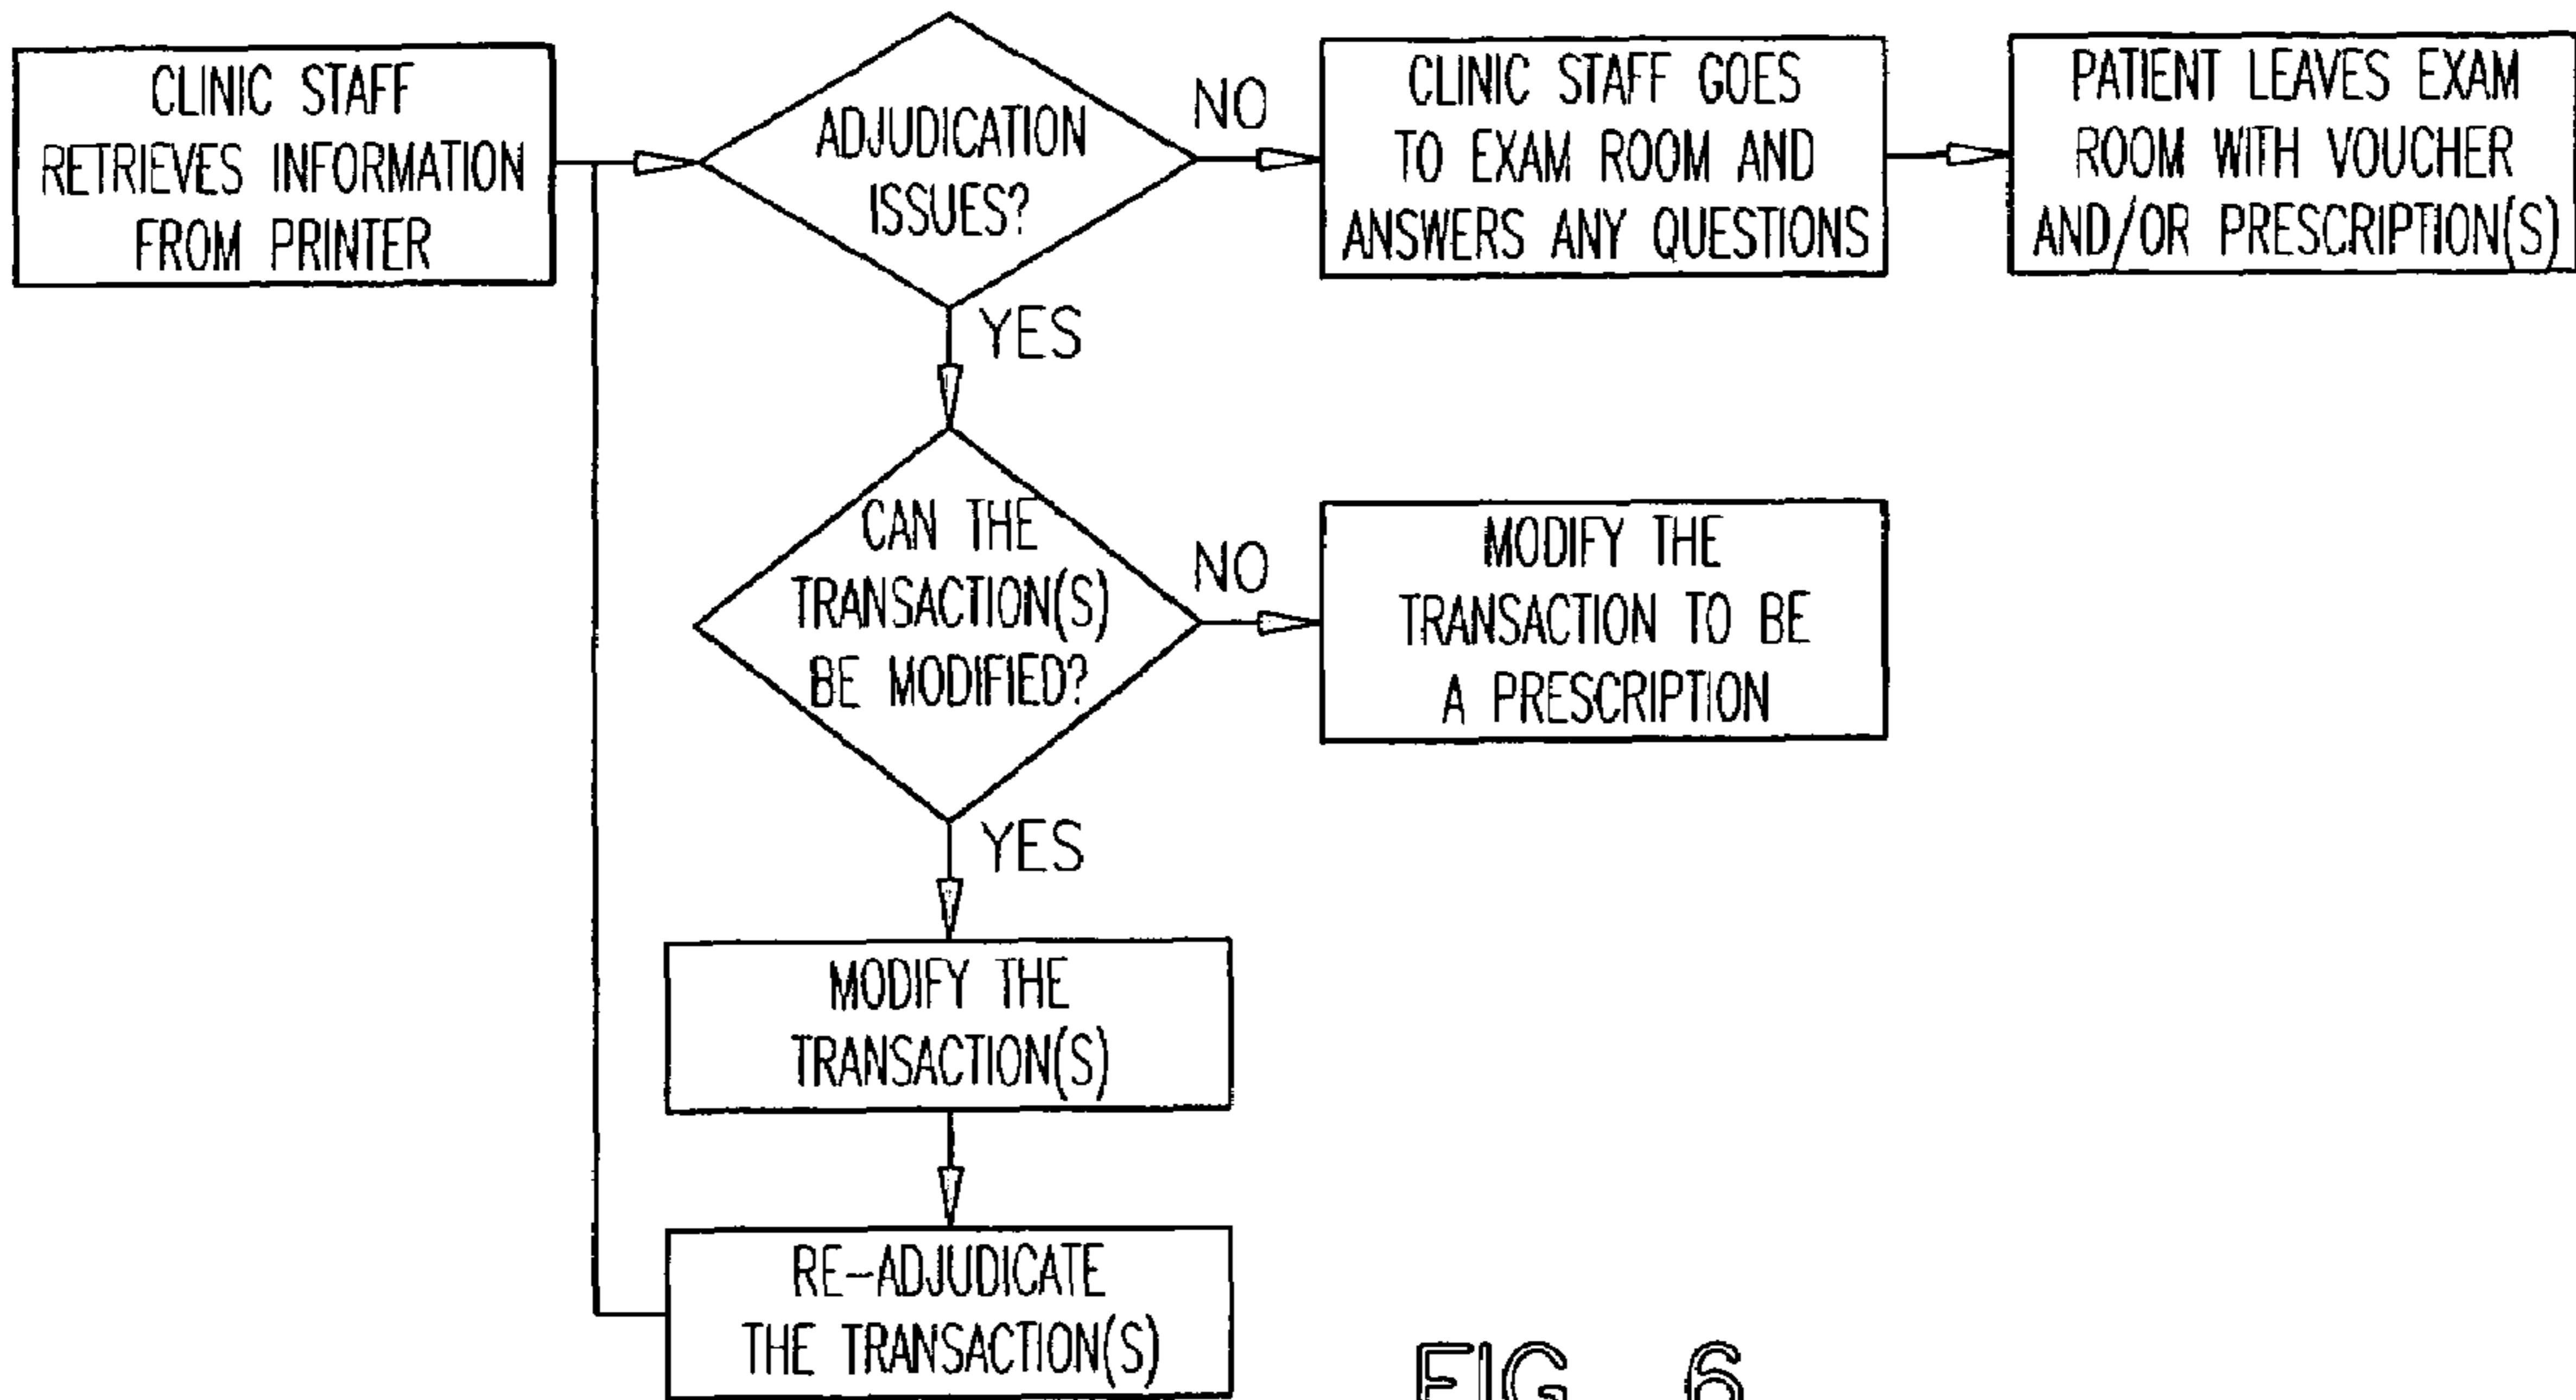 CLINIC STAFF
RETRIEVES INFORMATION
FROM PRINTER
ADJUDICATION
ISSUES?
NO
CLINIC STAFF GOES
TO EXAM ROOM AND
ANSWERS ANY QUESTIONS
PATIENT LEAVES EXAM
ROOM WITH VOUCHER
AND/OR PRESCRIPTION(S)
YES
CAN THE
TRANSACTION(S)
BE MODIFIED?
NO
MODIFY THE
TRANSACTION TO BE
A PRESCRIPTION
YES
MODIFY THE
TRANSACTION(S)
RE-ADJUDICATE
THE TRANSACTION(S)
FIG. 6